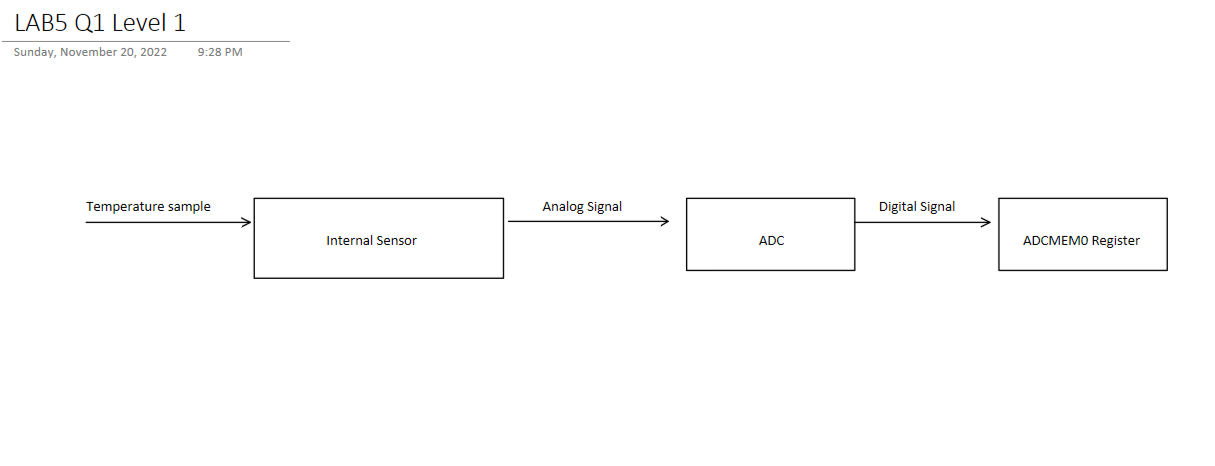 LAB5 Q1 Level 1
Sunday, November 20, 2022 9:28 PM
Temperature sample
Internal Sensor
Analog Signal
ADC
Digital Signal
ADCMEM0 Register